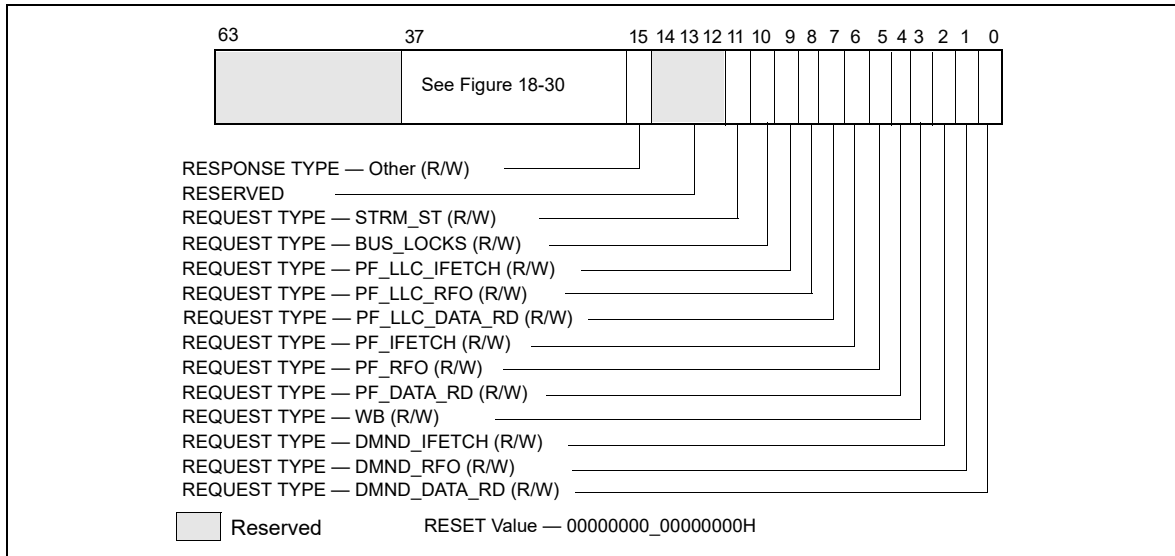 63 37 15 14 13 12 11 10 9 8 7 6 5 4 3 2 1 0
See Figure 18-30
RESPONSE TYPE — Other (R/W)
RESERVED
REQUEST TYPE — STRM_ST (R/W)
REQUEST TYPE — BUS_LOCKS (R/W)
REQUEST TYPE — PF_LLC_IFETCH (R/W)
REQUEST TYPE — PF_LLC_RFO (R/W)
REQUEST TYPE — PF_LLC_DATA_RD (R/W)
REQUEST TYPE — PF_IFETCH (R/W)
REQUEST TYPE — PF_RFO (R/W)
REQUEST TYPE — PF_DATA_RD (R/W)
REQUEST TYPE — WB (R/W)
REQUEST TYPE — DMND_IFETCH (R/W)
REQUEST TYPE — DMND_RFO (R/W)
REQUEST TYPE — DMND_DATA_RD (R/W)
Reserved RESET Value — 00000000_00000000H